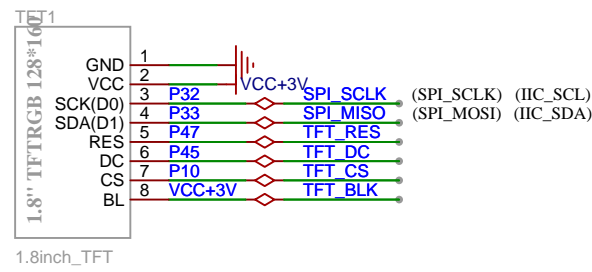 TFT1
1.8" TFTRGB 128*160
GND 1
VCC 2 VCC+3V
SCK(D0) 3 P32 SPI_SCLK (SPI_SCLK) (IIC_SCL)
SDA(D1) 4 P33 SPI_MISO (SPI_MOSI) (IIC_SDA)
RES 5 P47 TFT_RES
DC 6 P45 TFT_DC
CS 7 P10 TFT_CS
BL 8 VCC+3V TFT_BLK
1.8inch_TFT